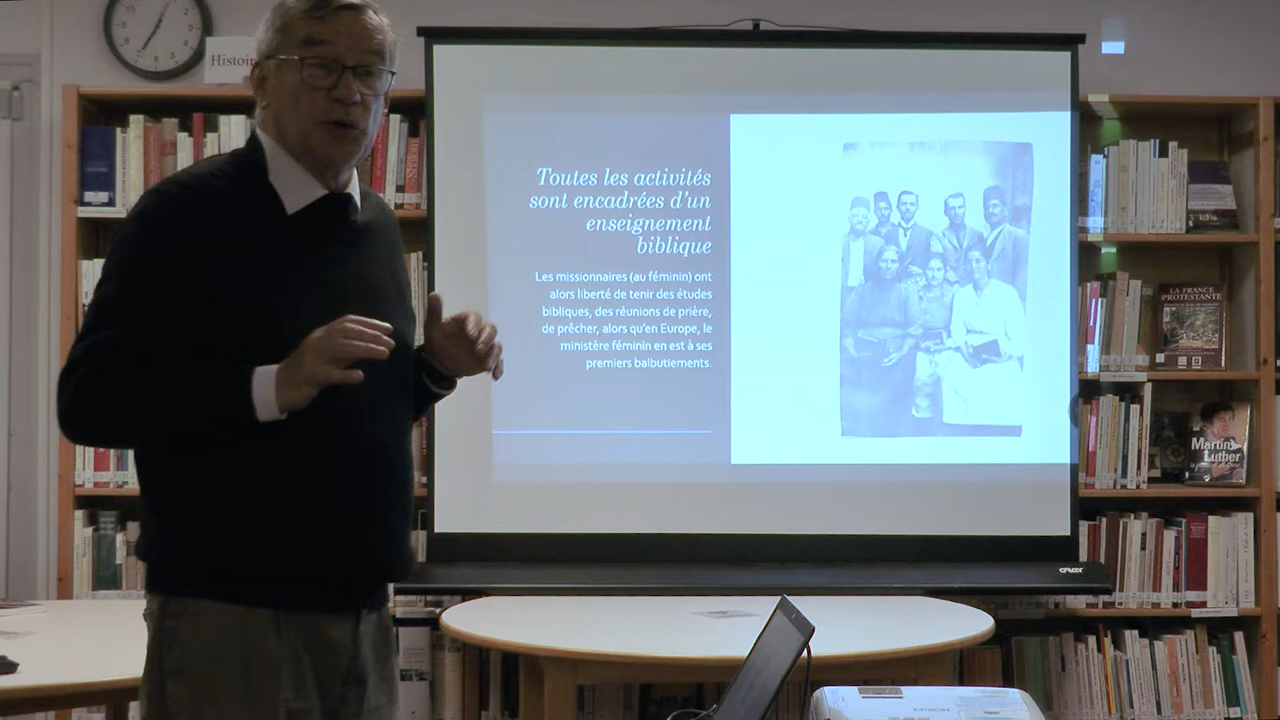 Histoir
Toutes les activités
sont encadrées d'un
enseignement
biblique
Les missionnaires (au féminin) ont
alors liberté de tenir des études
bibliques, des réunions de prière,
de prêcher, alors qu'en Europe, le
ministère féminin en est à ses
premiers balbutiements.
LA FRANCE
PROTESTANTE
Martin
Luther
EPSON